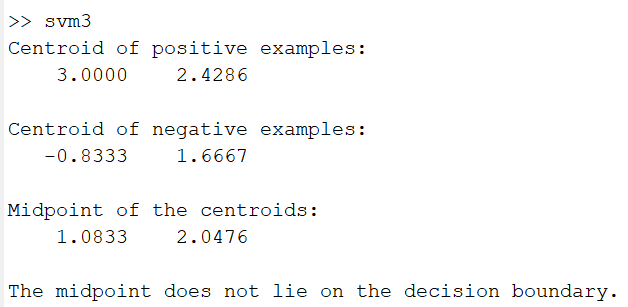 >> svm3
Centroid of positive examples:
    3.0000    2.4286
Centroid of negative examples:
   -0.8333    1.6667
Midpoint of the centroids:
    1.0833    2.0476
The midpoint does not lie on the decision boundary.